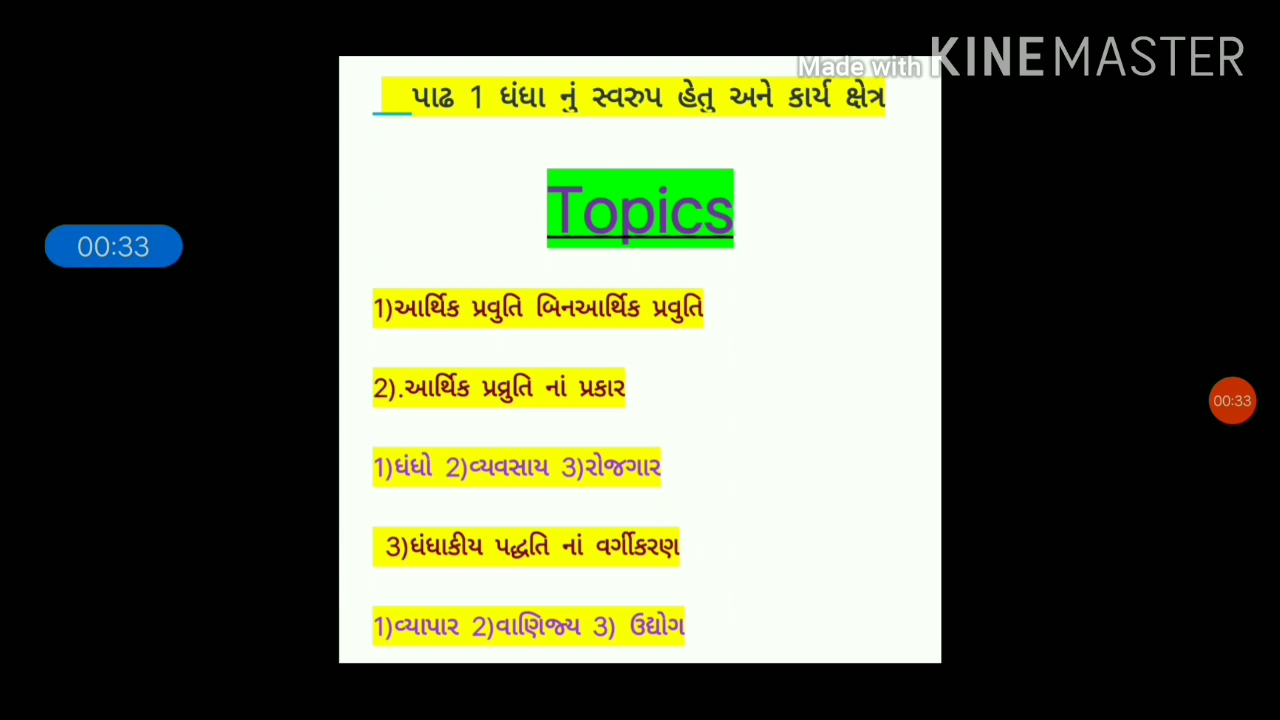 Made with KINEMASTER
પાઢ 1 ધંધા નું સ્વરુપ હેતુ અને કાર્ય ક્ષેત્ર
Topics
00:33
1)આર્થિક પ્રવુતિ બિનઆર્થિક પ્રવુતિ
2).આર્થિક પ્રવ્રુતિ નાં પ્રકાર
00:33
1)ધંધો 2)વ્યવસાય 3)રોજગાર
3)ધંધાકીય પદ્ધતિ નાં વર્ગીકરણ
1)વ્યાપાર 2)વાણિજ્ય 3) ઉદ્યોગ